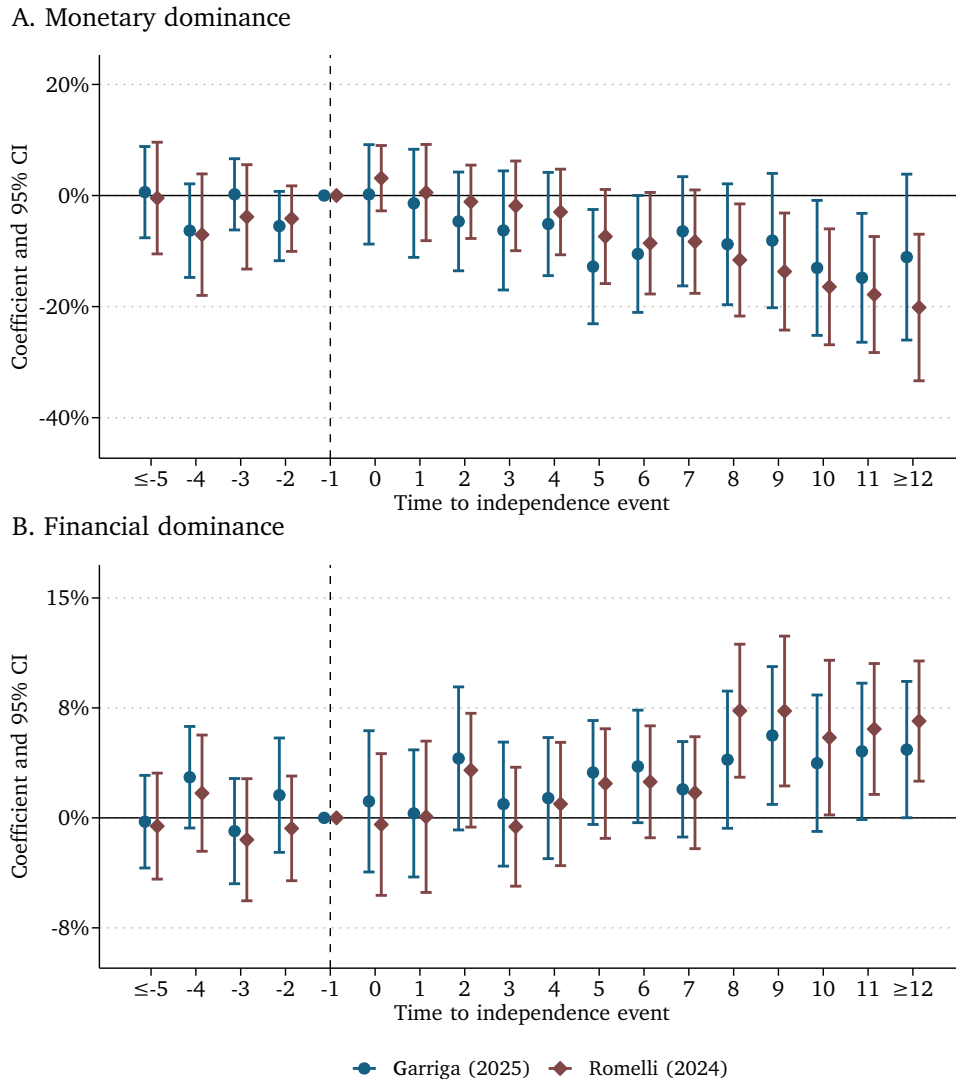 A. Monetary dominance
20%
0%
-20%
-40%
Coefficient and 95% CI
≤-5 -4 -3 -2 -1 0 1 2 3 4 5 6 7 8 9 10 11 ≥12
Time to independence event
B. Financial dominance
15%
8%
0%
-8%
Coefficient and 95% CI
≤-5 -4 -3 -2 -1 0 1 2 3 4 5 6 7 8 9 10 11 ≥12
Time to independence event
Garriga (2025) Romelli (2024)